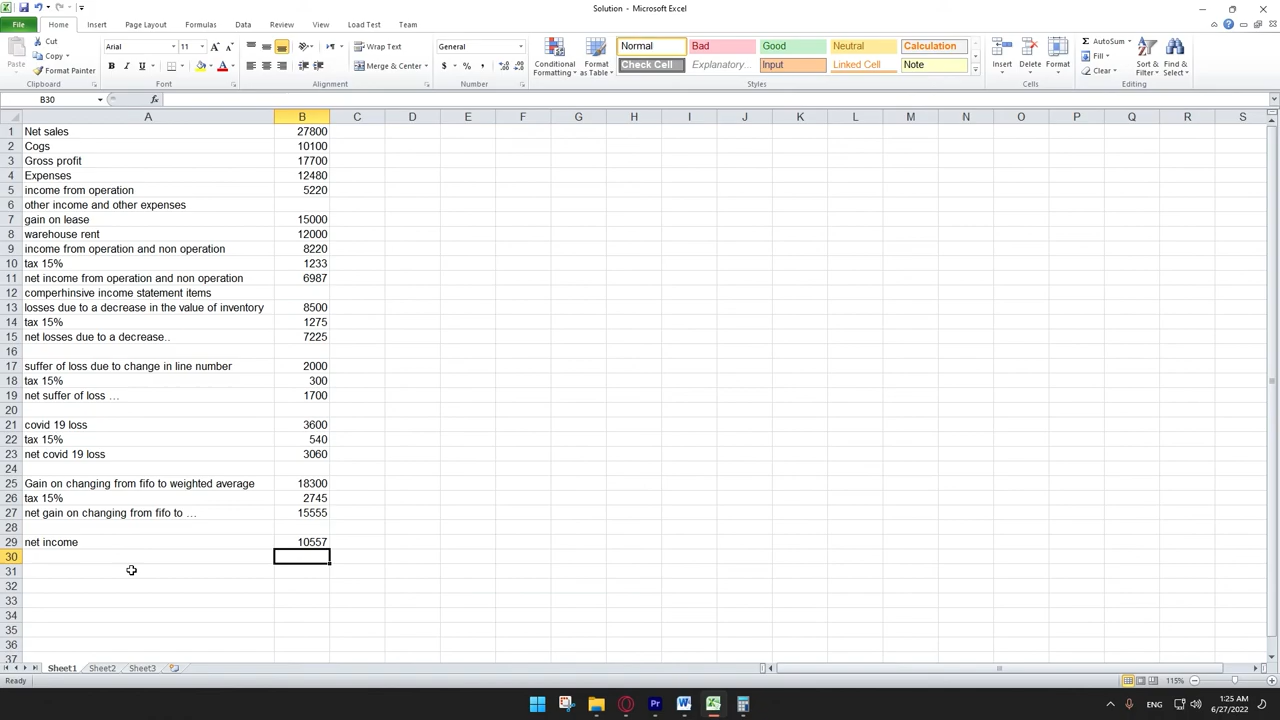 Solution - Microsoft Excel
File Home Insert Page Layout Formulas Data Review View Load Test Team
Cut
Copy
Format Painter
Paste
Clipboard
Arial 11
B I U
Font
Wrap Text
Merge & Center
Alignment
General
$ % ,
Number
Conditional Formatting
Format as Table
Normal Bad Good Neutral Calculation
Check Cell Explanatory... Input Linked Cell Note
Styles
Insert Delete Format
Cells
AutoSum
Fill
Clear
Sort & Filter
Find & Select
Editing
B30 fx
A B C D E F G H I J K L M N O P Q R S
1 Net sales 27800
2 Cogs 10100
3 Gross profit 17700
4 Expenses 12480
5 income from operation 5220
6 other income and other expenses
7 gain on lease 15000
8 warehouse rent 12000
9 income from operation and non operation 8220
10 tax 15% 1233
11 net income from operation and non operation 6987
12 comperhinsive income statement items
13 losses due to a decrease in the value of inventory 8500
14 tax 15% 1275
15 net losses due to a decrease.. 7225
16
17 suffer of loss due to change in line number 2000
18 tax 15% 300
19 net suffer of loss … 1700
20
21 covid 19 loss 3600
22 tax 15% 540
23 net covid 19 loss 3060
24
25 Gain on changing from fifo to weighted average 18300
26 tax 15% 2745
27 net gain on changing from fifo to … 15555
28
29 net income 10557
30
31
32
33
34
35
36
37
Sheet1 Sheet2 Sheet3
Ready 115%
ENG
1:25 AM
6/27/2022